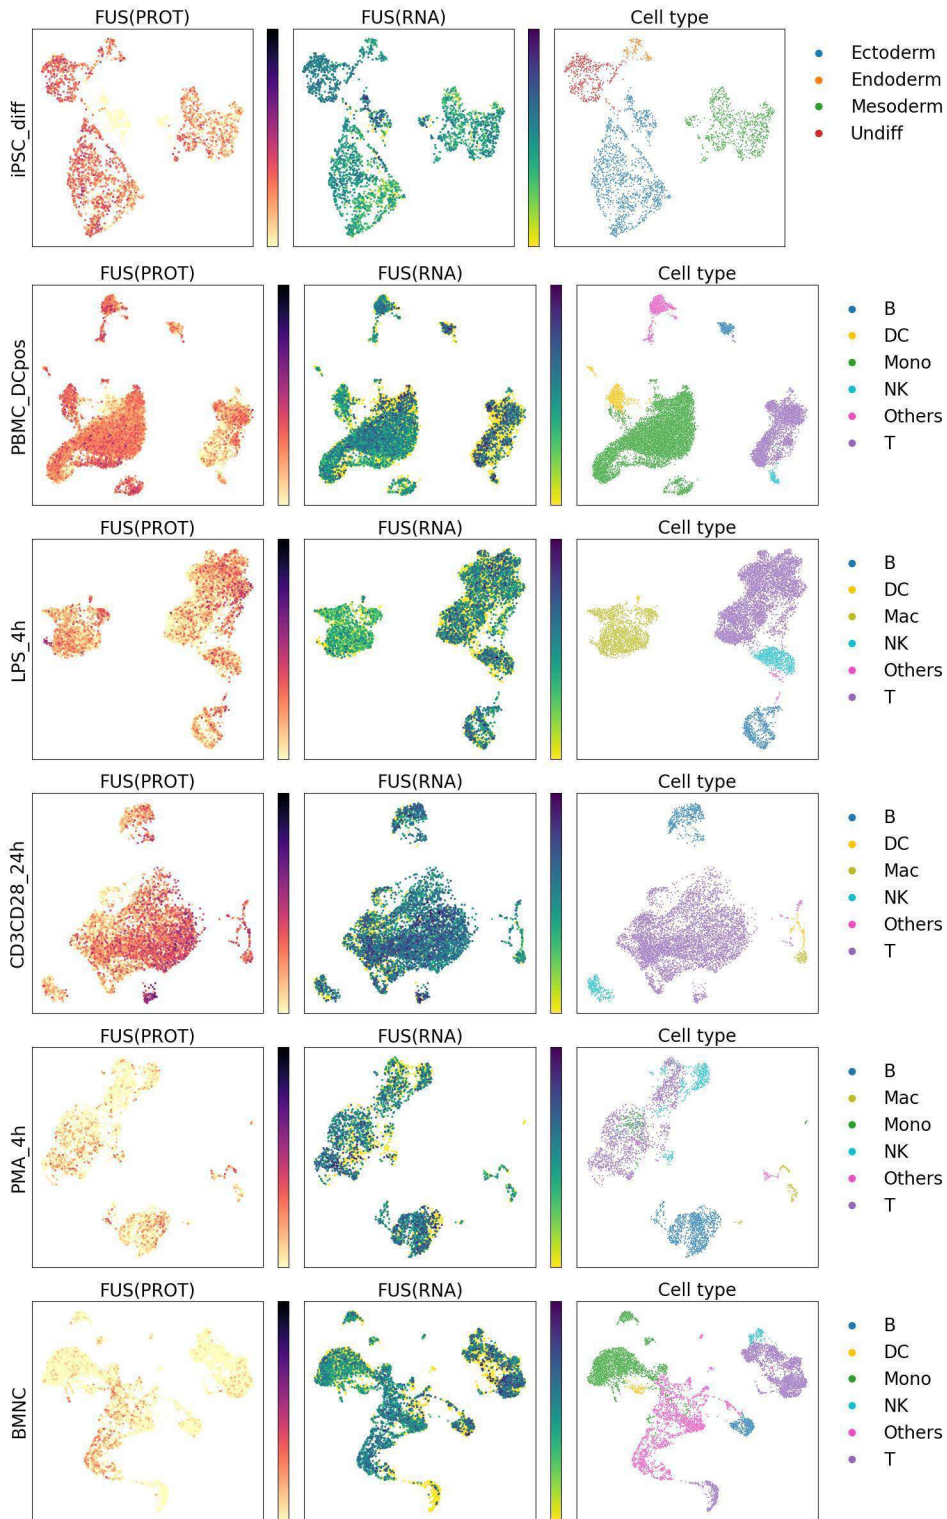 FUS(PROT) FUS(RNA) Cell type
iPSC_diff
Ectoderm
Endoderm
Mesoderm
Undiff
FUS(PROT) FUS(RNA) Cell type
PBMC_DCpos
B
DC
Mono
NK
Others
T
FUS(PROT) FUS(RNA) Cell type
LPS_4h
B
DC
Mac
NK
Others
T
FUS(PROT) FUS(RNA) Cell type
CD3CD28_24h
B
DC
Mac
NK
Others
T
FUS(PROT) FUS(RNA) Cell type
PMA_4h
B
Mac
Mono
NK
Others
T
FUS(PROT) FUS(RNA) Cell type
BMNC
B
DC
Mono
NK
Others
T